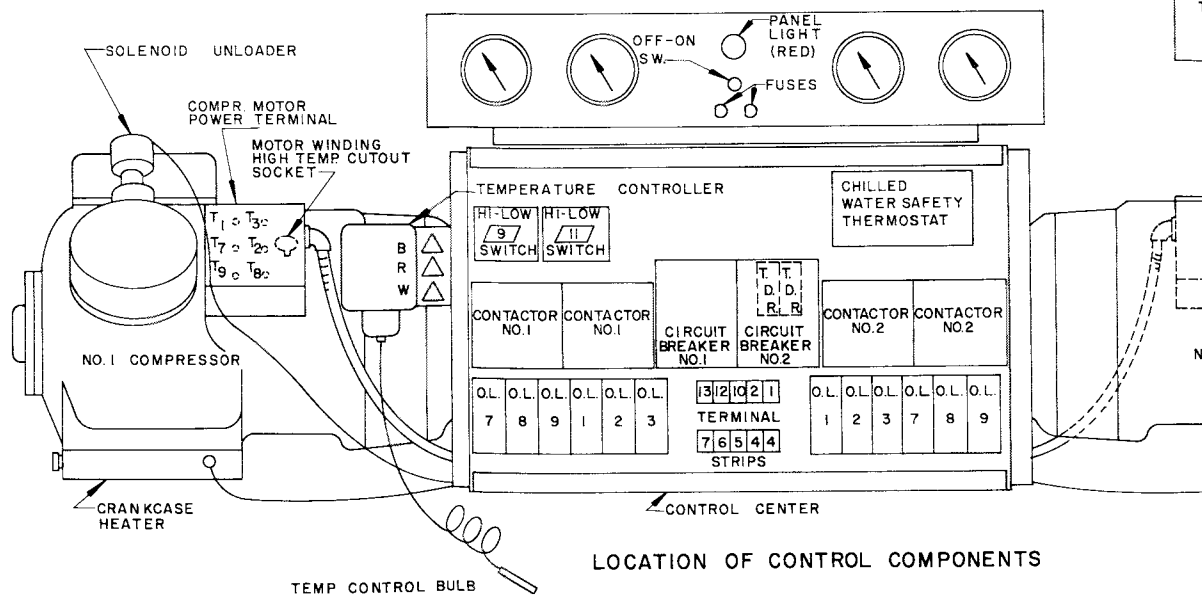 PANEL
LIGHT
(RED)
OFF-ON
SW.
FUSES
SOLENOID UNLOADER
COMPR. MOTOR
POWER TERMINAL
MOTOR WINDING
HIGH TEMP CUTOUT
SOCKET
TEMPERATURE CONTROLLER
CHILLED
WATER SAFETY
THERMOSTAT
HI-LOW
9
SWITCH
HI-LOW
11
SWITCH
T1 T3
T7 T2
T9 T8
B
R
W
T.
D.
R.
T.
D.
R.
CONTACTOR
NO.1
CONTACTOR
NO.1
CIRCUIT
BREAKER
NO.1
CIRCUIT
BREAKER
NO.2
CONTACTOR
NO.2
CONTACTOR
NO.2
NO.1 COMPRESSOR
O.L. O.L. O.L. O.L. O.L. O.L.
7 8 9 1 2 3
13 12 10 2 1
TERMINAL
7 6 5 4 4
STRIPS
O.L. O.L. O.L. O.L. O.L. O.L.
1 2 3 7 8 9
CRANKCASE
HEATER
CONTROL CENTER
TEMP CONTROL BULB
LOCATION OF CONTROL COMPONENTS